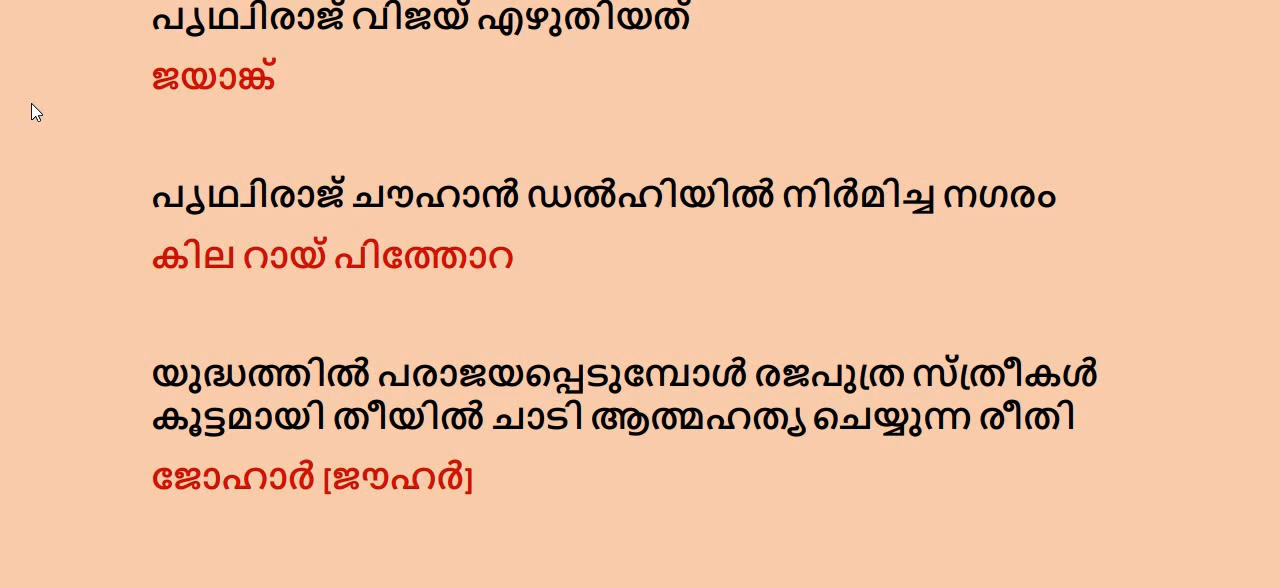 പൃഥ്വിരാജ് വിജയ് എഴുതിയത്
ജയാങ്ക്
പൃഥ്വിരാജ് ചൗഹാൻ ഡൽഹിയിൽ നിർമിച്ച നഗരം
കില റായ് പിത്തോറ
യുദ്ധത്തിൽ പരാജയപ്പെടുമ്പോൾ രജപുത്ര സ്ത്രീകൾ
കൂട്ടമായി തീയിൽ ചാടി ആത്മഹത്യ ചെയ്യുന്ന രീതി
ജോഹാർ [ജൗഹർ]